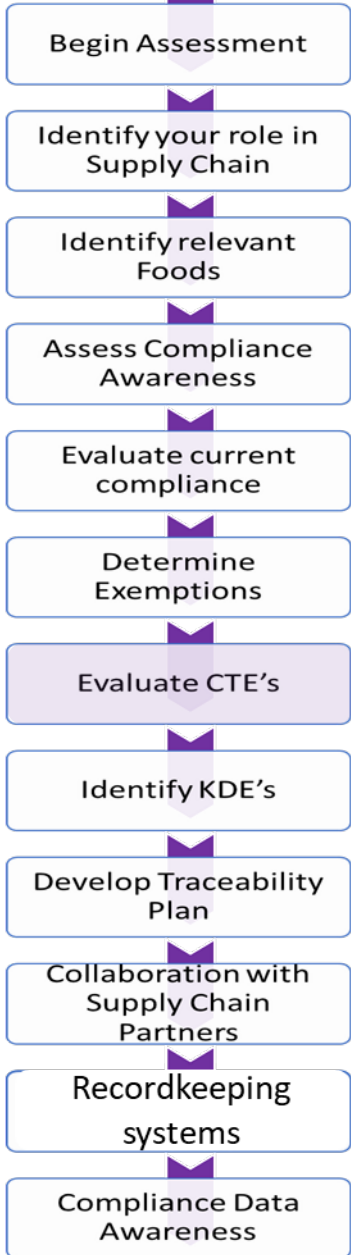 Begin Assessment
Identify your role in
Supply Chain
Identify relevant
Foods
Assess Compliance
Awareness
Evaluate current
compliance
Determine
Exemptions
Evaluate CTE's
Identify KDE's
Develop Traceability
Plan
Collaboration with
Supply Chain
Partners
Recordkeeping
systems
Compliance Data
Awareness